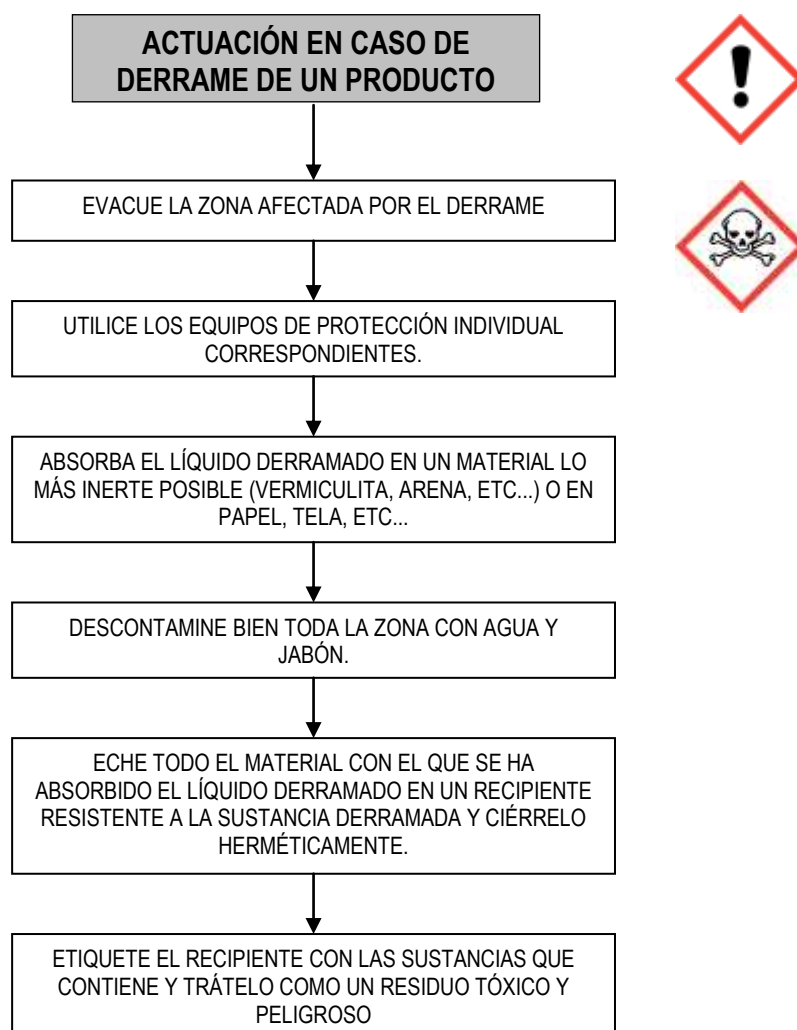 ACTUACIÓN EN CASO DE
DERRAME DE UN PRODUCTO
EVACUE LA ZONA AFECTADA POR EL DERRAME
UTILICE LOS EQUIPOS DE PROTECCIÓN INDIVIDUAL
CORRESPONDIENTES.
ABSORBA EL LÍQUIDO DERRAMADO EN UN MATERIAL LO
MÁS INERTE POSIBLE (VERMICULITA, ARENA, ETC...) O EN
PAPEL, TELA, ETC...
DESCONTAMINE BIEN TODA LA ZONA CON AGUA Y
JABÓN.
ECHE TODO EL MATERIAL CON EL QUE SE HA
ABSORBIDO EL LÍQUIDO DERRAMADO EN UN RECIPIENTE
RESISTENTE A LA SUSTANCIA DERRAMADA Y CIÉRRELO
HERMÉTICAMENTE.
ETIQUETE EL RECIPIENTE CON LAS SUSTANCIAS QUE
CONTIENE Y TRÁTELO COMO UN RESIDUO TÓXICO Y
PELIGROSO